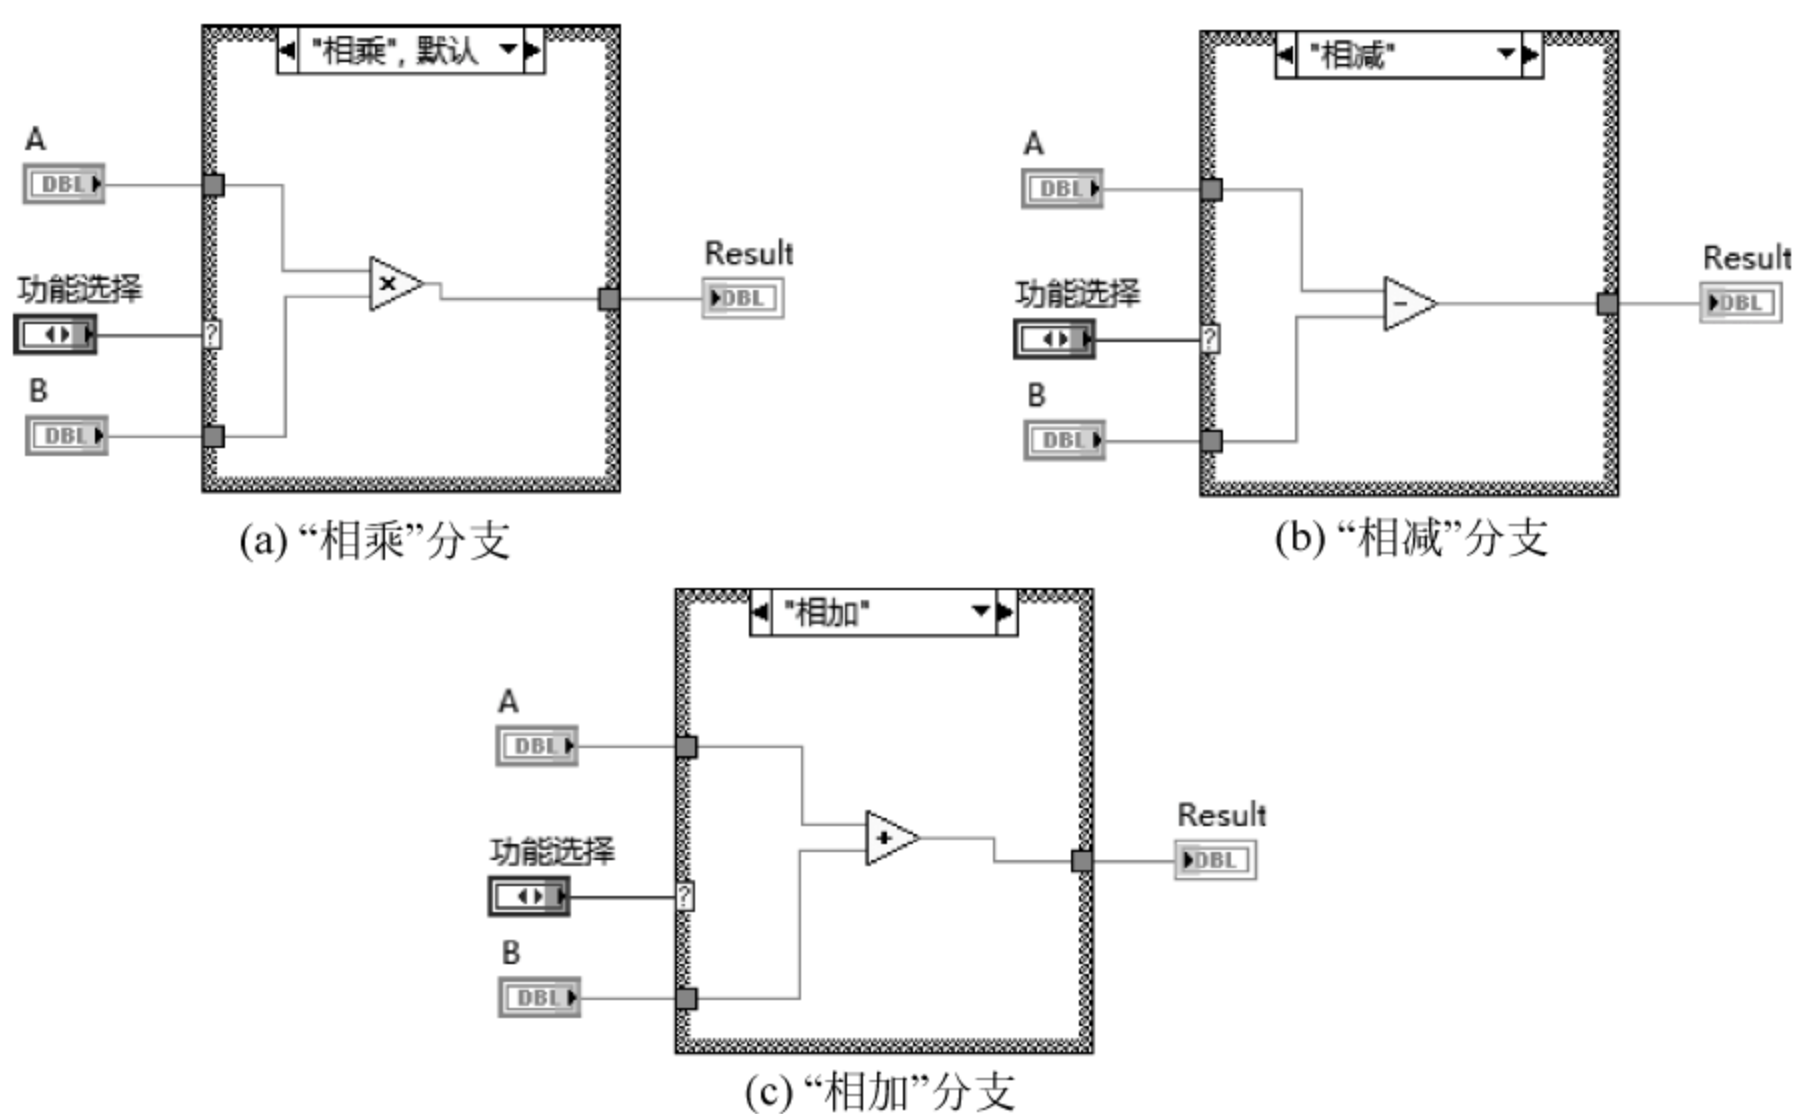 "相乘", 默认
A
DBL
功能选择
?
B
DBL
×
Result
DBL
(a) “相乘”分支
"相减"
A
DBL
功能选择
?
B
DBL
-
Result
DBL
(b) “相减”分支
"相加"
A
DBL
功能选择
?
B
DBL
+
Result
DBL
(c) “相加”分支